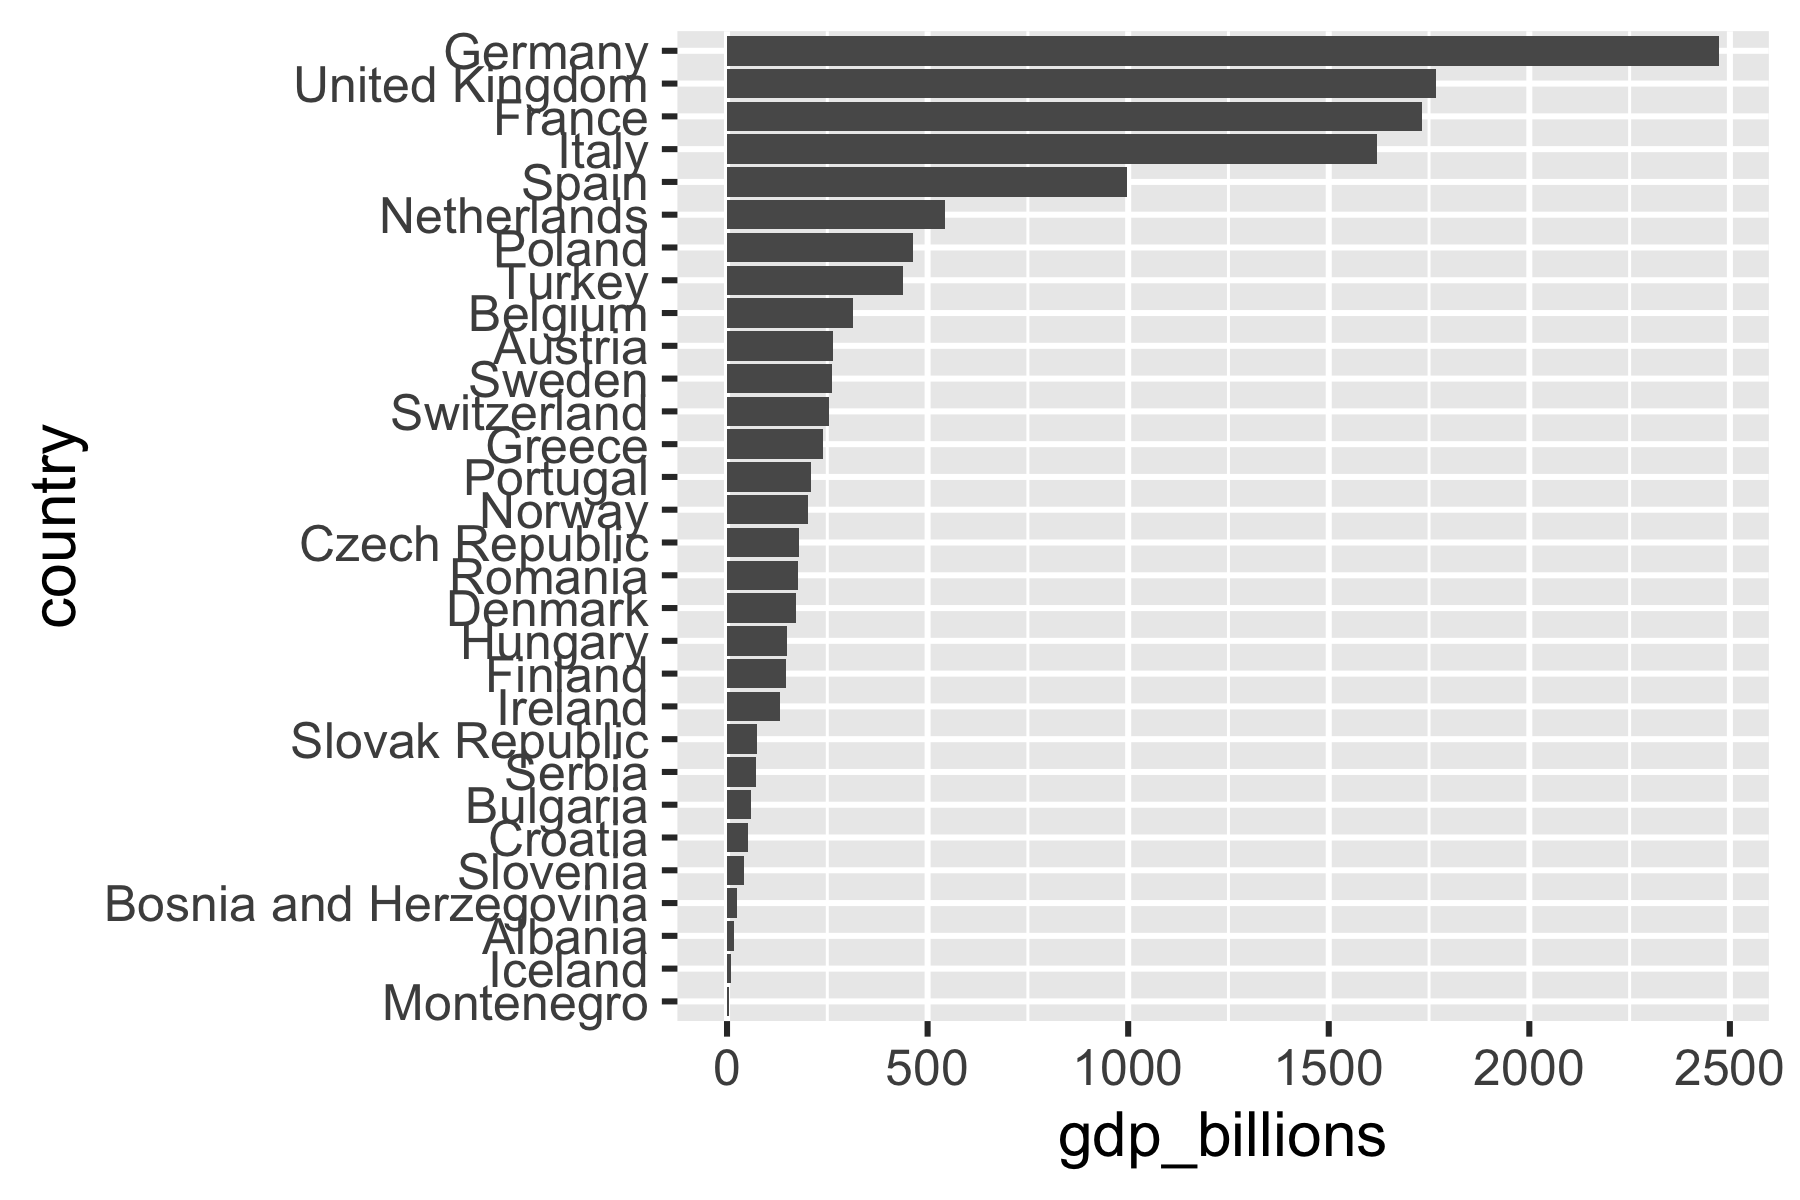 Germany
United Kingdom
France
Italy
Spain
Netherlands
Poland
Turkey
Belgium
Austria
Sweden
Switzerland
Greece
Portugal
Norway
Czech Republic
Romania
Denmark
Hungary
Finland
Ireland
Slovak Republic
Serbia
Bulgaria
Croatia
Slovenia
Bosnia and Herzegovina
Albania
Iceland
Montenegro
country
0 500 1000 1500 2000 2500
gdp_billions